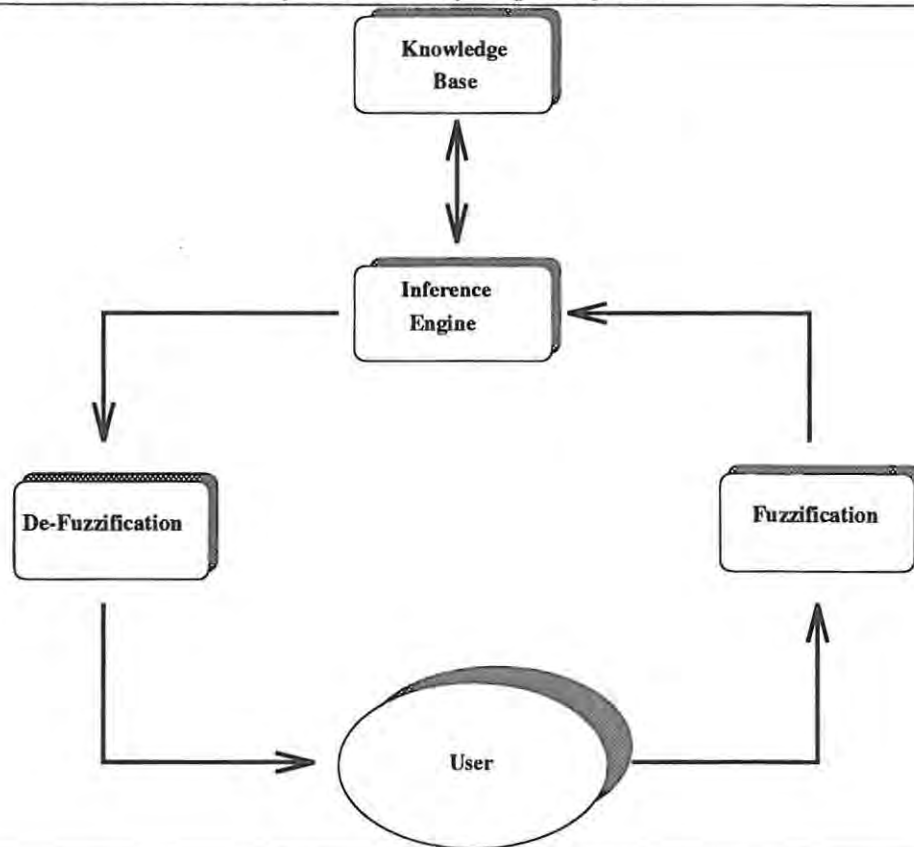 Knowledge
Base
Inference
Engine
De-Fuzzification
Fuzzification
User